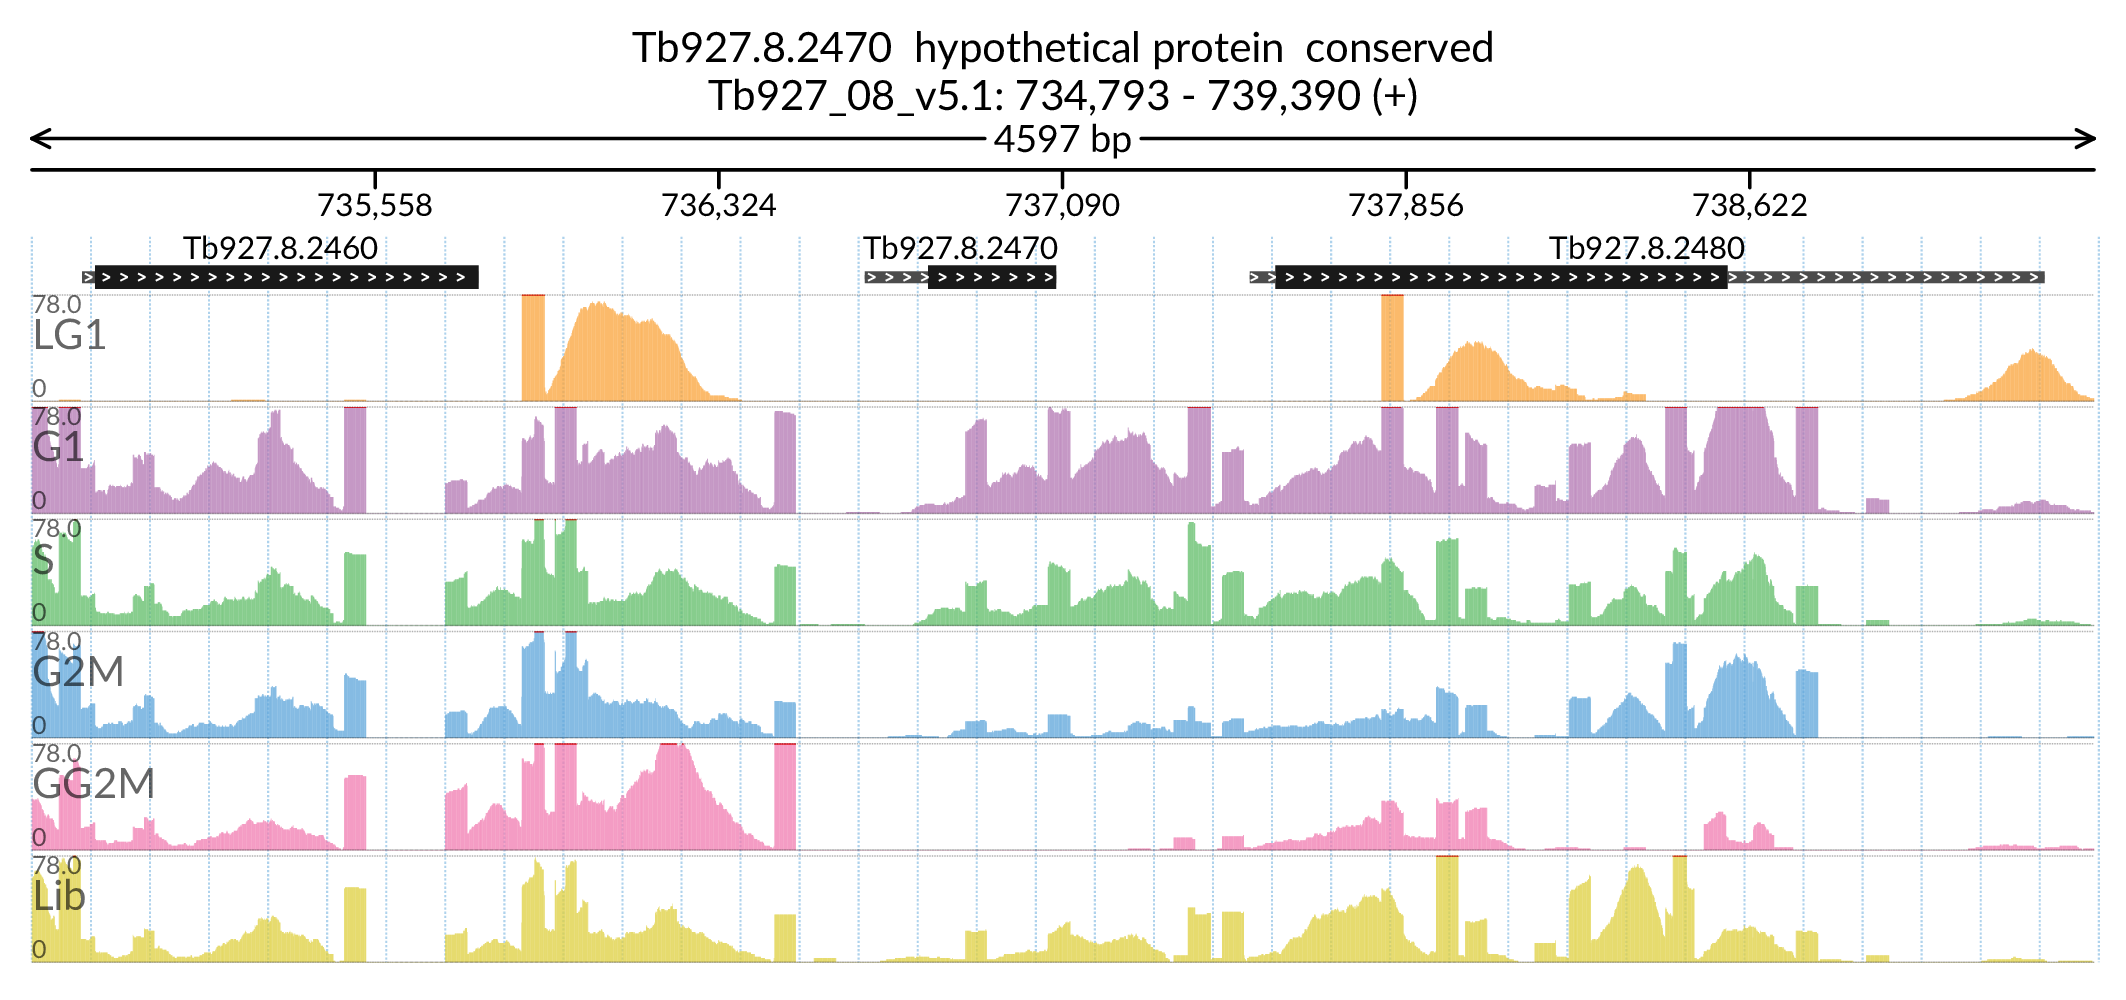 Tb927.8.2470  hypothetical protein  conserved
Tb927_08_v5.1: 734,793 - 739,390 (+)
4597 bp
735,558 736,324 737,090 737,856 738,622
Tb927.8.2460 Tb927.8.2470 Tb927.8.2480
78.0
LG1
0
78.0
G1
0
78.0
S
0
78.0
G2M
0
78.0
GG2M
0
78.0
Lib
0